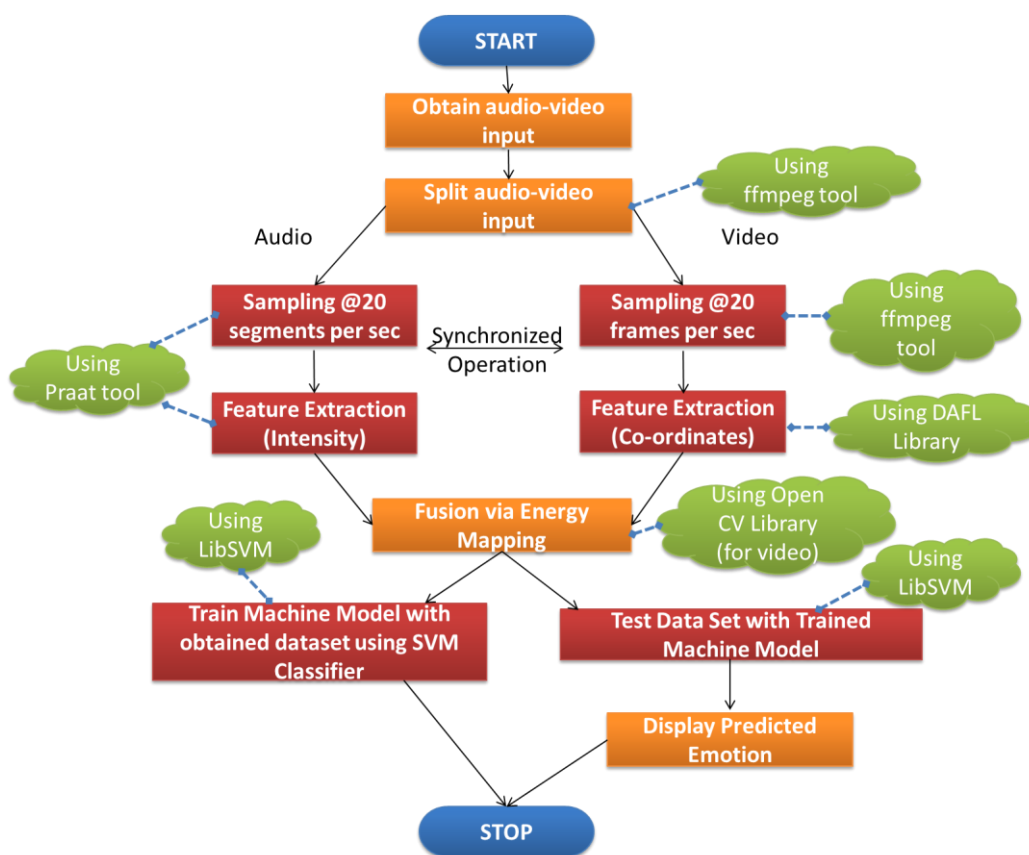 START
Obtain audio-video
input
Split audio-video
input
Using
ffmpeg tool
Audio
Video
Sampling @20
segments per sec
Synchronized
Operation
Sampling @20
frames per sec
Using
ffmpeg
tool
Using
Praat tool
Feature Extraction
(Intensity)
Feature Extraction
(Co-ordinates)
Using DAFL
Library
Fusion via Energy
Mapping
Using Open
CV Library
(for video)
Using
LibSVM
Using
LibSVM
Train Machine Model with
obtained dataset using SVM
Classifier
Test Data Set with Trained
Machine Model
Display Predicted
Emotion
STOP